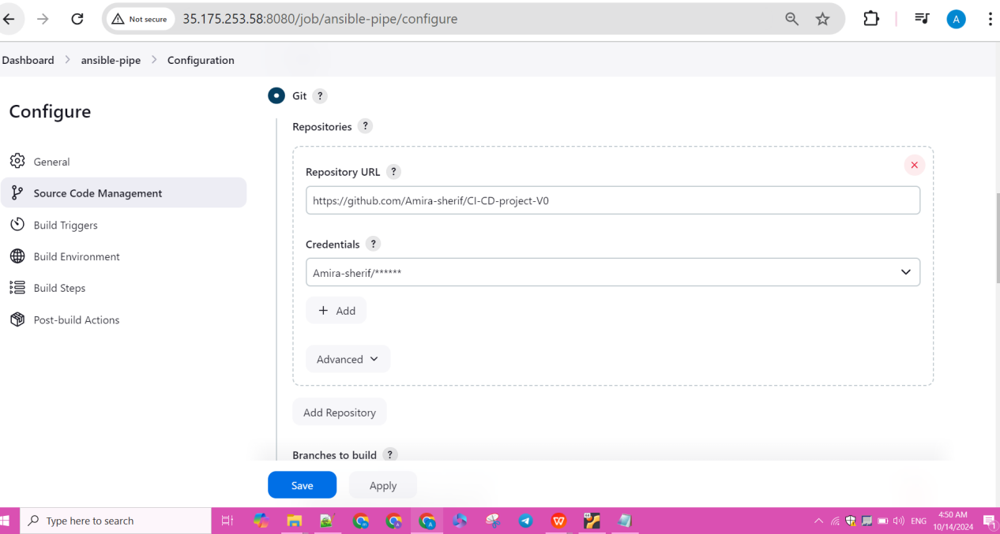 Not secure 35.175.253.58:8080/job/ansible-pipe/configure A
Dashboard > ansible-pipe > Configuration
Configure
General
Source Code Management
Build Triggers
Build Environment
Build Steps
Post-build Actions
Git ?
Repositories ?
Repository URL ?
https://github.com/Amira-sherif/CI-CD-project-V0
Credentials ?
Amira-sherif/******
+ Add
Advanced
Add Repository
Branches to build ?
Save Apply
Type here to search
ENG
4:50 AM
10/14/2024
1